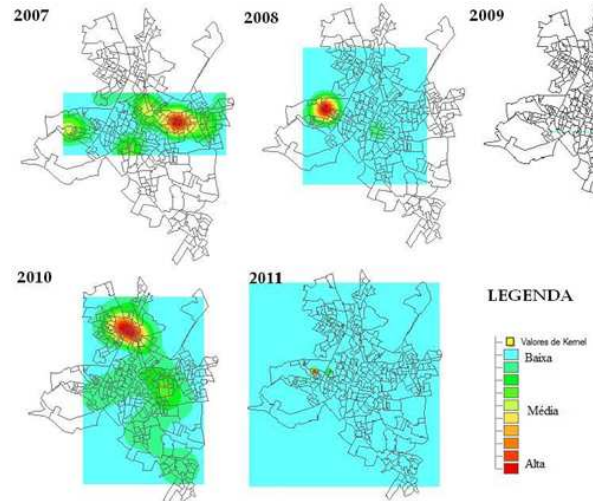 2007
2008
2009
2010
2011
LEGENDA
Valores de Kernel
Baixa
Média
Alta